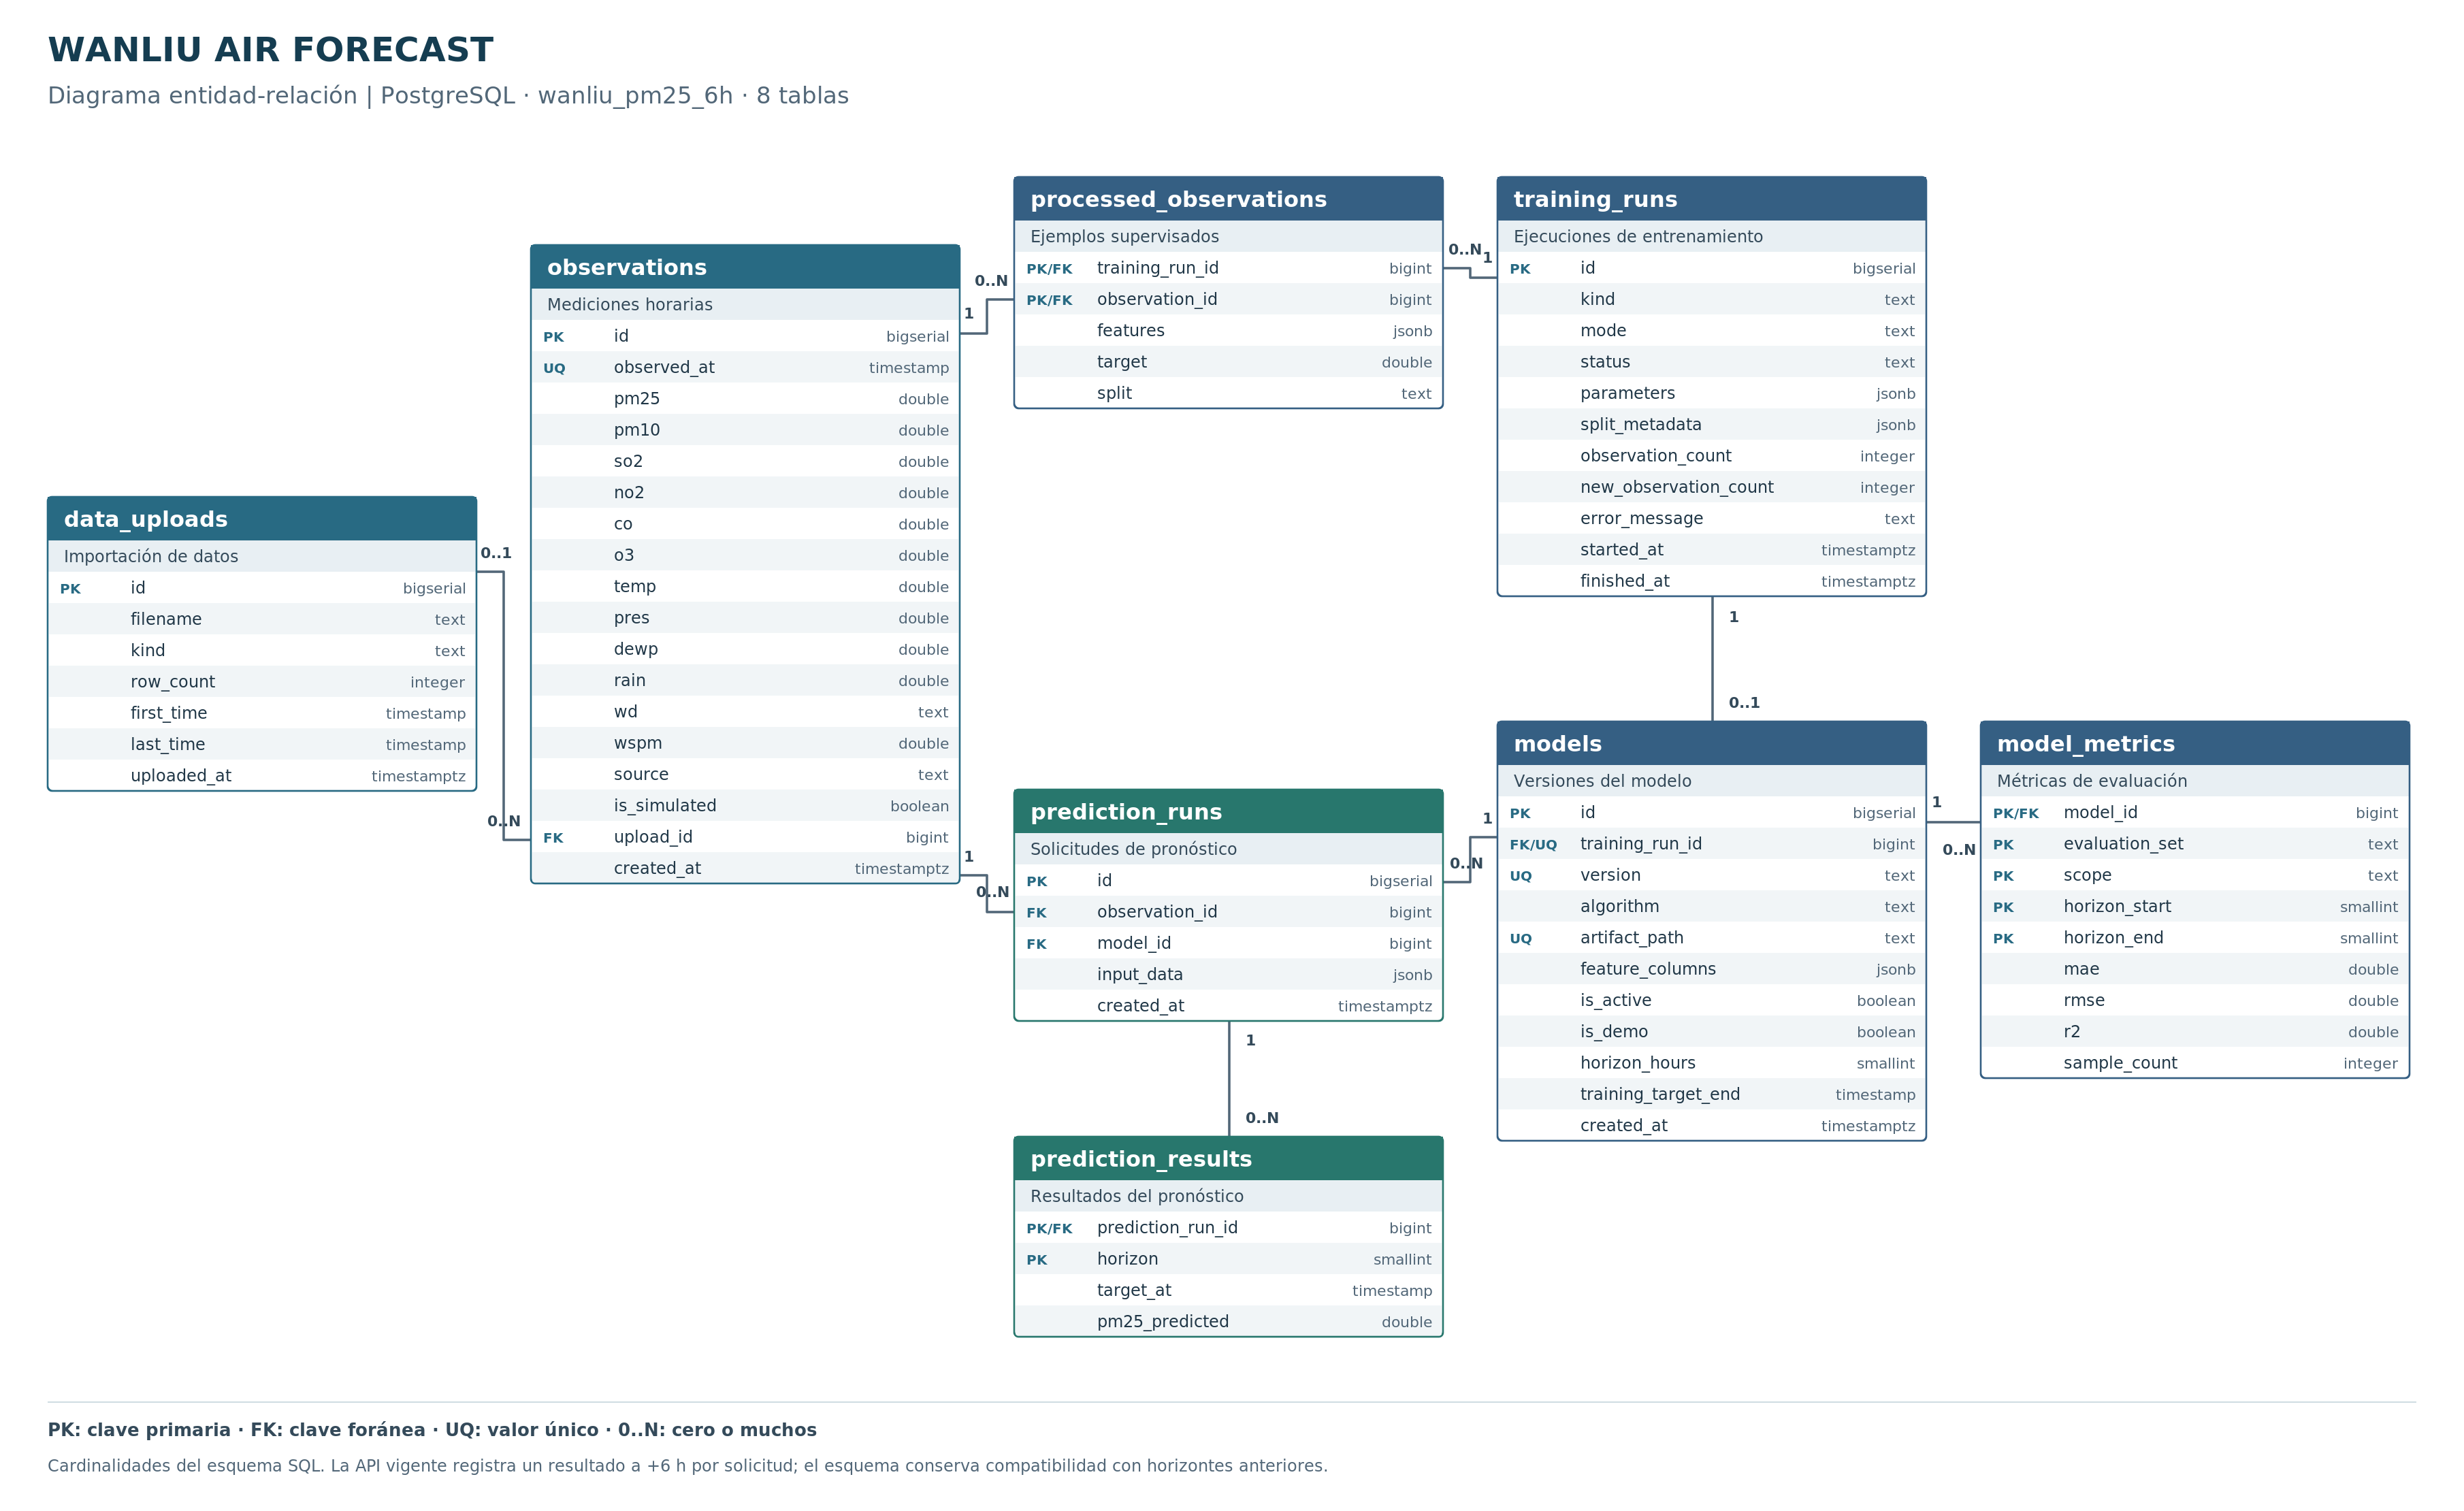 WANLIU AIR FORECAST
Diagrama entidad-relación | PostgreSQL · wanliu_pm25_6h · 8 tablas
data_uploads
Importación de datos
PK id bigserial
filename text
kind text
row_count integer
first_time timestamp
last_time timestamp
uploaded_at timestamptz
0..1
0..N
observations
Mediciones horarias
PK id bigserial
UQ observed_at timestamp
pm25 double
pm10 double
so2 double
no2 double
co double
o3 double
temp double
pres double
dewp double
rain double
wd text
wspm double
source text
is_simulated boolean
FK upload_id bigint
created_at timestamptz
1
0..N
1
0..N
processed_observations
Ejemplos supervisados
PK/FK training_run_id bigint
PK/FK observation_id bigint
features jsonb
target double
split text
0..N
1
training_runs
Ejecuciones de entrenamiento
PK id bigserial
kind text
mode text
status text
parameters jsonb
split_metadata jsonb
observation_count integer
new_observation_count integer
error_message text
started_at timestamptz
finished_at timestamptz
1
0..1
prediction_runs
Solicitudes de pronóstico
PK id bigserial
FK observation_id bigint
FK model_id bigint
input_data jsonb
created_at timestamptz
1
0..N
1
0..N
models
Versiones del modelo
PK id bigserial
FK/UQ training_run_id bigint
UQ version text
algorithm text
UQ artifact_path text
feature_columns jsonb
is_active boolean
is_demo boolean
horizon_hours smallint
training_target_end timestamp
created_at timestamptz
1
0..N
model_metrics
Métricas de evaluación
PK/FK model_id bigint
PK evaluation_set text
PK scope text
PK horizon_start smallint
PK horizon_end smallint
mae double
rmse double
r2 double
sample_count integer
prediction_results
Resultados del pronóstico
PK/FK prediction_run_id bigint
PK horizon smallint
target_at timestamp
pm25_predicted double
PK: clave primaria · FK: clave foránea · UQ: valor único · 0..N: cero o muchos
Cardinalidades del esquema SQL. La API vigente registra un resultado a +6 h por solicitud; el esquema conserva compatibilidad con horizontes anteriores.